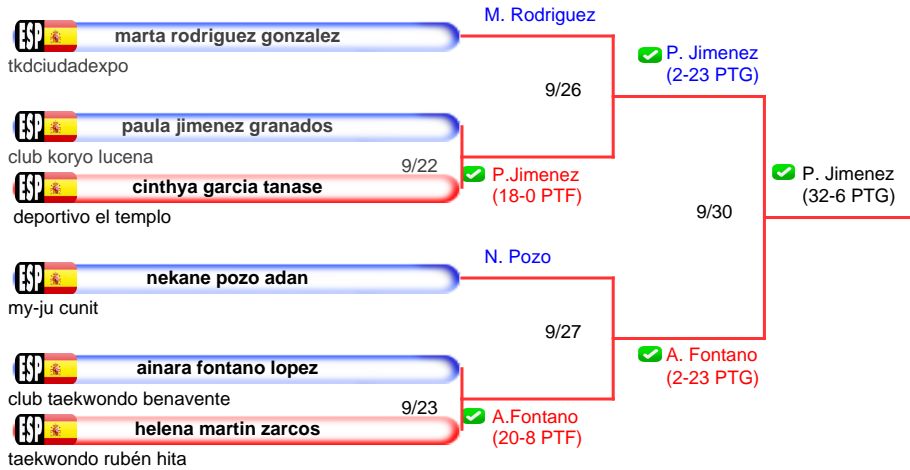 M. Rodriguez
ESP marta rodriguez gonzalez
tkdciudadexpo
P. Jimenez
(2-23 PTG)
9/26
ESP paula jimenez granados
club koryo lucena
9/22
P.Jimenez
(18-0 PTF)
ESP cinthya garcia tanase
deportivo el templo
P. Jimenez
(32-6 PTG)
9/30
N. Pozo
ESP nekane pozo adan
my-ju cunit
9/27
A. Fontano
(2-23 PTG)
ESP ainara fontano lopez
club taekwondo benavente
9/23
A.Fontano
(20-8 PTF)
ESP helena martin zarcos
taekwondo rubén hita